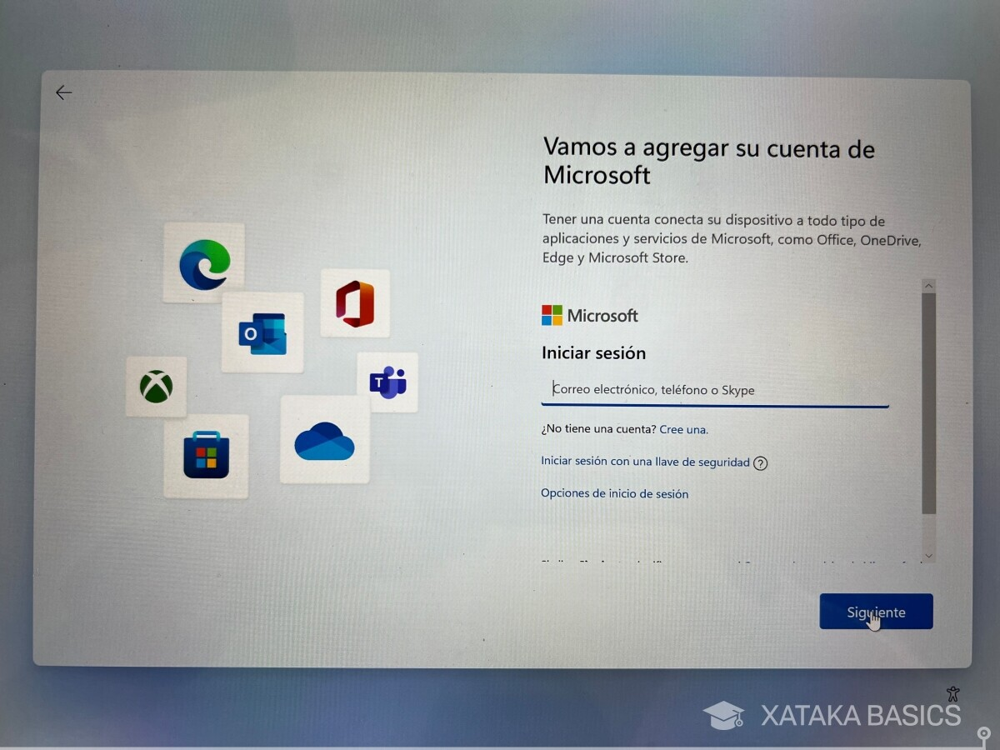 Vamos a agregar su cuenta de
Microsoft
Tener una cuenta conecta su dispositivo a todo tipo de
aplicaciones y servicios de Microsoft, como Office, OneDrive,
Edge y Microsoft Store.
Microsoft
Iniciar sesión
Correo electrónico, teléfono o Skype
¿No tiene una cuenta? Cree una.
Iniciar sesión con una llave de seguridad ?
Opciones de inicio de sesión
Siguiente
O
T
XATAKA BASICS